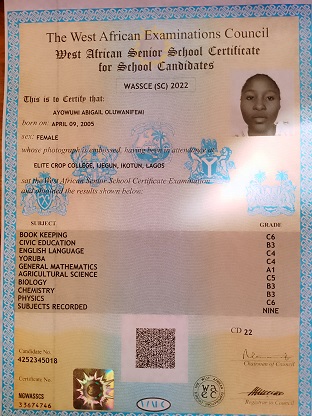 The West African Examinations Council
West African Senior School Certificate
for School Candidates
WASSCE (SC) 2022
This is to Certify that:
AYOWUMI ABIGAIL OLUWANIFEMI
born on APRIL 09, 2005
sex FEMALE
whose photograph is embossed, having been in attendance at
ELITE CROP COLLEGE, IJEGUN, IKOTUN, LAGOS
sat the West African Senior School Certificate Examination
and obtained the results shown below.
SUBJECT GRADE
BOOK KEEPING C6
CIVIC EDUCATION B3
ENGLISH LANGUAGE C4
YORUBA C4
GENERAL MATHEMATICS A1
AGRICULTURAL SCIENCE C5
BIOLOGY B3
CHEMISTRY B3
PHYSICS C6
SUBJECTS RECORDED NINE
CD 22
Candidate No.
4252345018
Chairman of Council
Certificate No.
NGWASSCS
33674746
WAEC
Registrar to Council